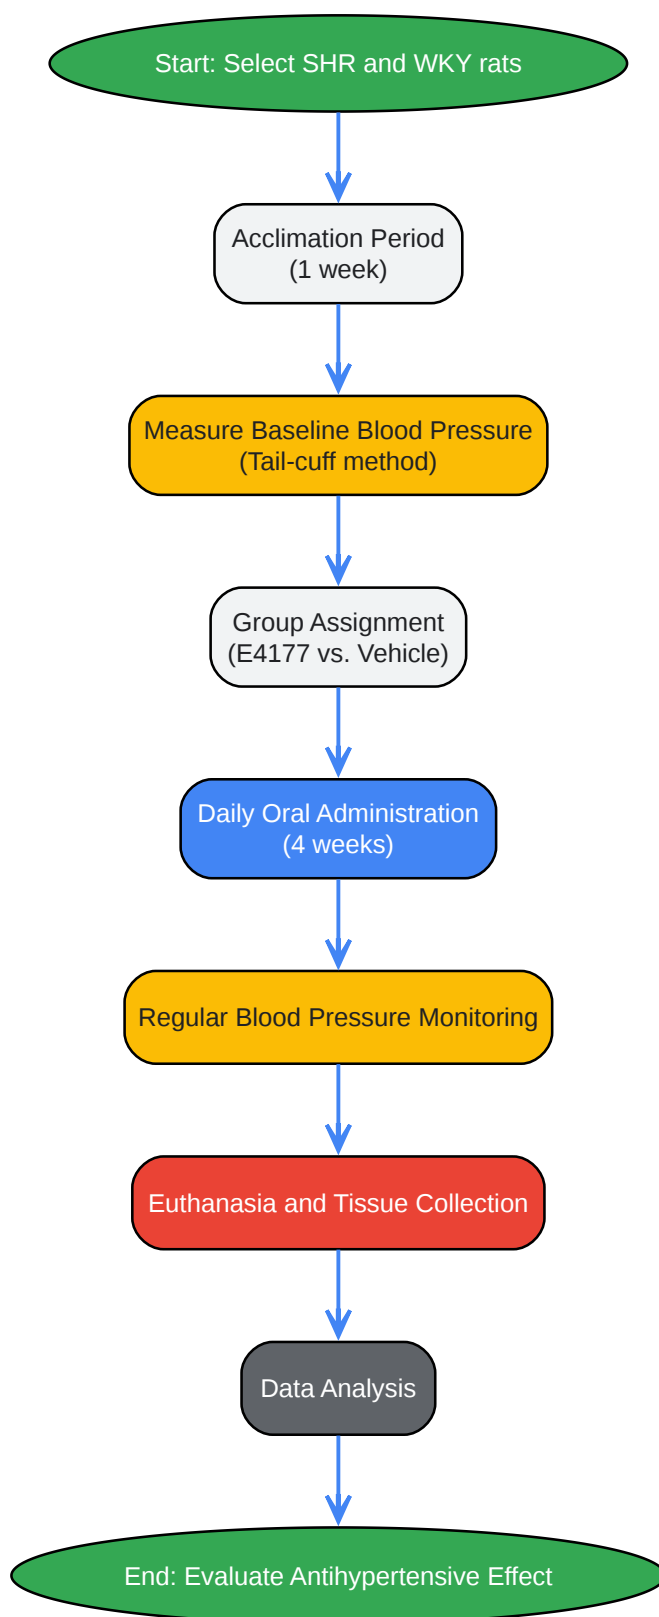 Start: Select SHR and WKY rats
Acclimation Period
(1 week)
Measure Baseline Blood Pressure
(Tail-cuff method)
Group Assignment
(E4177 vs. Vehicle)
Daily Oral Administration
(4 weeks)
Regular Blood Pressure Monitoring
Euthanasia and Tissue Collection
Data Analysis
End: Evaluate Antihypertensive Effect